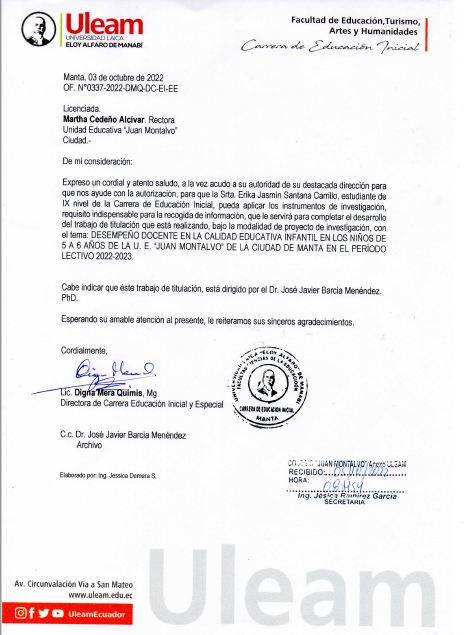 Uleam
UNIVERSIDAD LAICA
ELOY ALFARO DE MANABÍ
Facultad de Educación,Turismo,
Artes y Humanidades
Carrera de Educación Inicial
Manta, 03 de octubre de 2022
OF. N°0337-2022-DMQ-DC-EI-EE
Licenciada.
Martha Cedeño Alcivar. Rectora
Unidad Educativa "Juan Montalvo"
Ciudad.-
De mi consideración:
Expreso un cordial y atento saludo, a la vez acudo a su autoridad de su destacada dirección para
que nos ayude con la autorización, para que la Srta. Erika Jasmin Santana Carrillo, estudiante de
IX nivel de la Carrera de Educación Inicial, pueda aplicar los instrumentos de investigación,
requisito indispensable para la recogida de información, que le servirá para completar el desarrollo
del trabajo de titulación que está realizando, bajo la modalidad de proyecto de investigación, con
el tema: DESEMPEÑO DOCENTE EN LA CALIDAD EDUCATIVA INFANTIL EN LOS NIÑOS DE
5 A 6 AÑOS DE LA U. E. "JUAN MONTALVO" DE LA CIUDAD DE MANTA EN EL PERÍODO
LECTIVO 2022-2023.
Cabe indicar que éste trabajo de titulación, está dirigido por el Dr. José Javier Barcia Menéndez.
PhD.
Esperando su amable atención al presente, le reiteramos sus sinceros agradecimientos.
Cordialmente,
Lic. Digna Mera Quimis, Mg
Directora de Carrera Educación Inicial y Especial
"ELOY ALFARO" DE MANABI
CARRERA DE EDUCACIÓN INICIAL
MANTA
C.c. Dr. José Javier Barcia Menéndez
Archivo
Elaborado por: Ing. Jessica Demera S.
COLEGIO "JUAN MONTALVO" Anexo ULEAM
RECIBIDO:
HORA: 08H54
Ing. Jésica Ramírez García
SECRETARIA
Uleam
Av. Circunvalación Vía a San Mateo
www.uleam.edu.ec
UleamEcuador